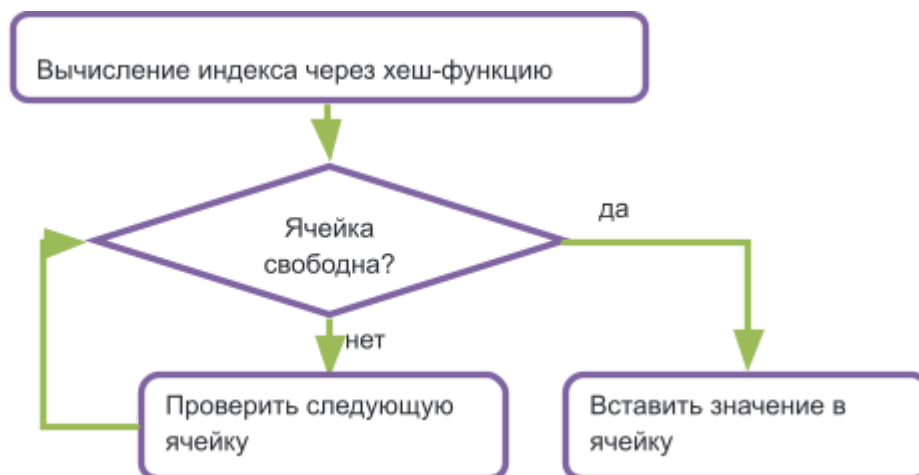 Вычисление индекса через хеш-функцию
Ячейка
свободна?
да
нет
Проверить следующую
ячейку
Вставить значение в
ячейку